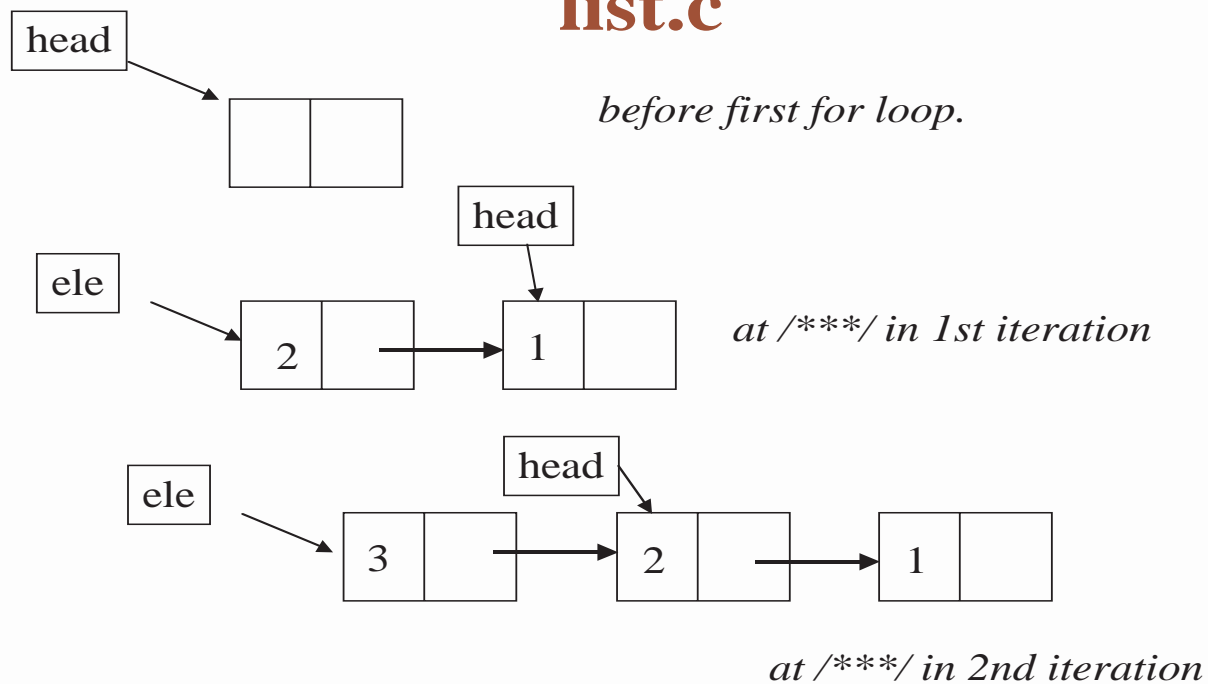 list.c
head
before first for loop.
head
ele
2
1
at /***/ in 1st iteration
head
ele
3
2
1
at /***/ in 2nd iteration